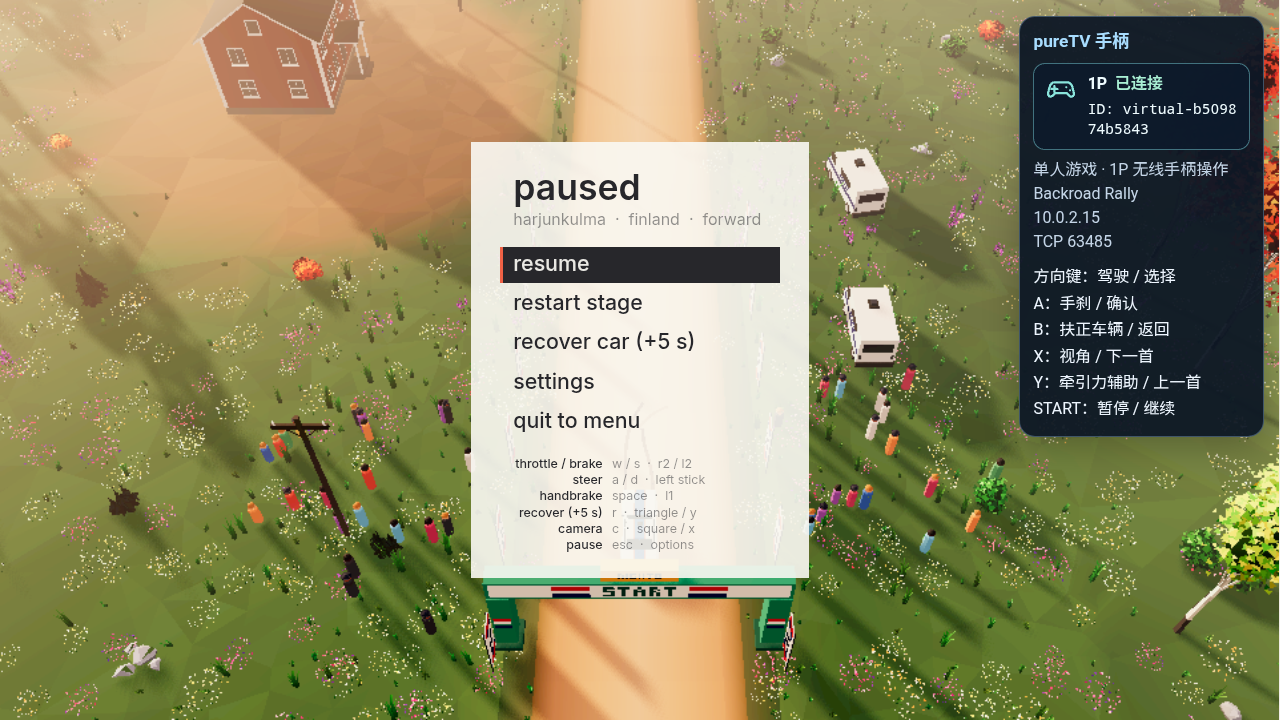 paused
harjunkulma · finland · forward
resume
restart stage
recover car (+5 s)
settings
quit to menu
throttle / brake w / s · r2 / l2
steer a / d · left stick
handbrake space · l1
recover (+5 s) r · triangle / y
camera c · square / x
pause esc · options
START
pureTV 手柄
1P 已连接
ID: virtual-b5098
74b5843
单人游戏 · 1P 无线手柄操作
Backroad Rally
10.0.2.15
TCP 63485
方向键：驾驶 / 选择
A：手刹 / 确认
B：扶正车辆 / 返回
X：视角 / 下一首
Y：牵引力辅助 / 上一首
START：暂停 / 继续